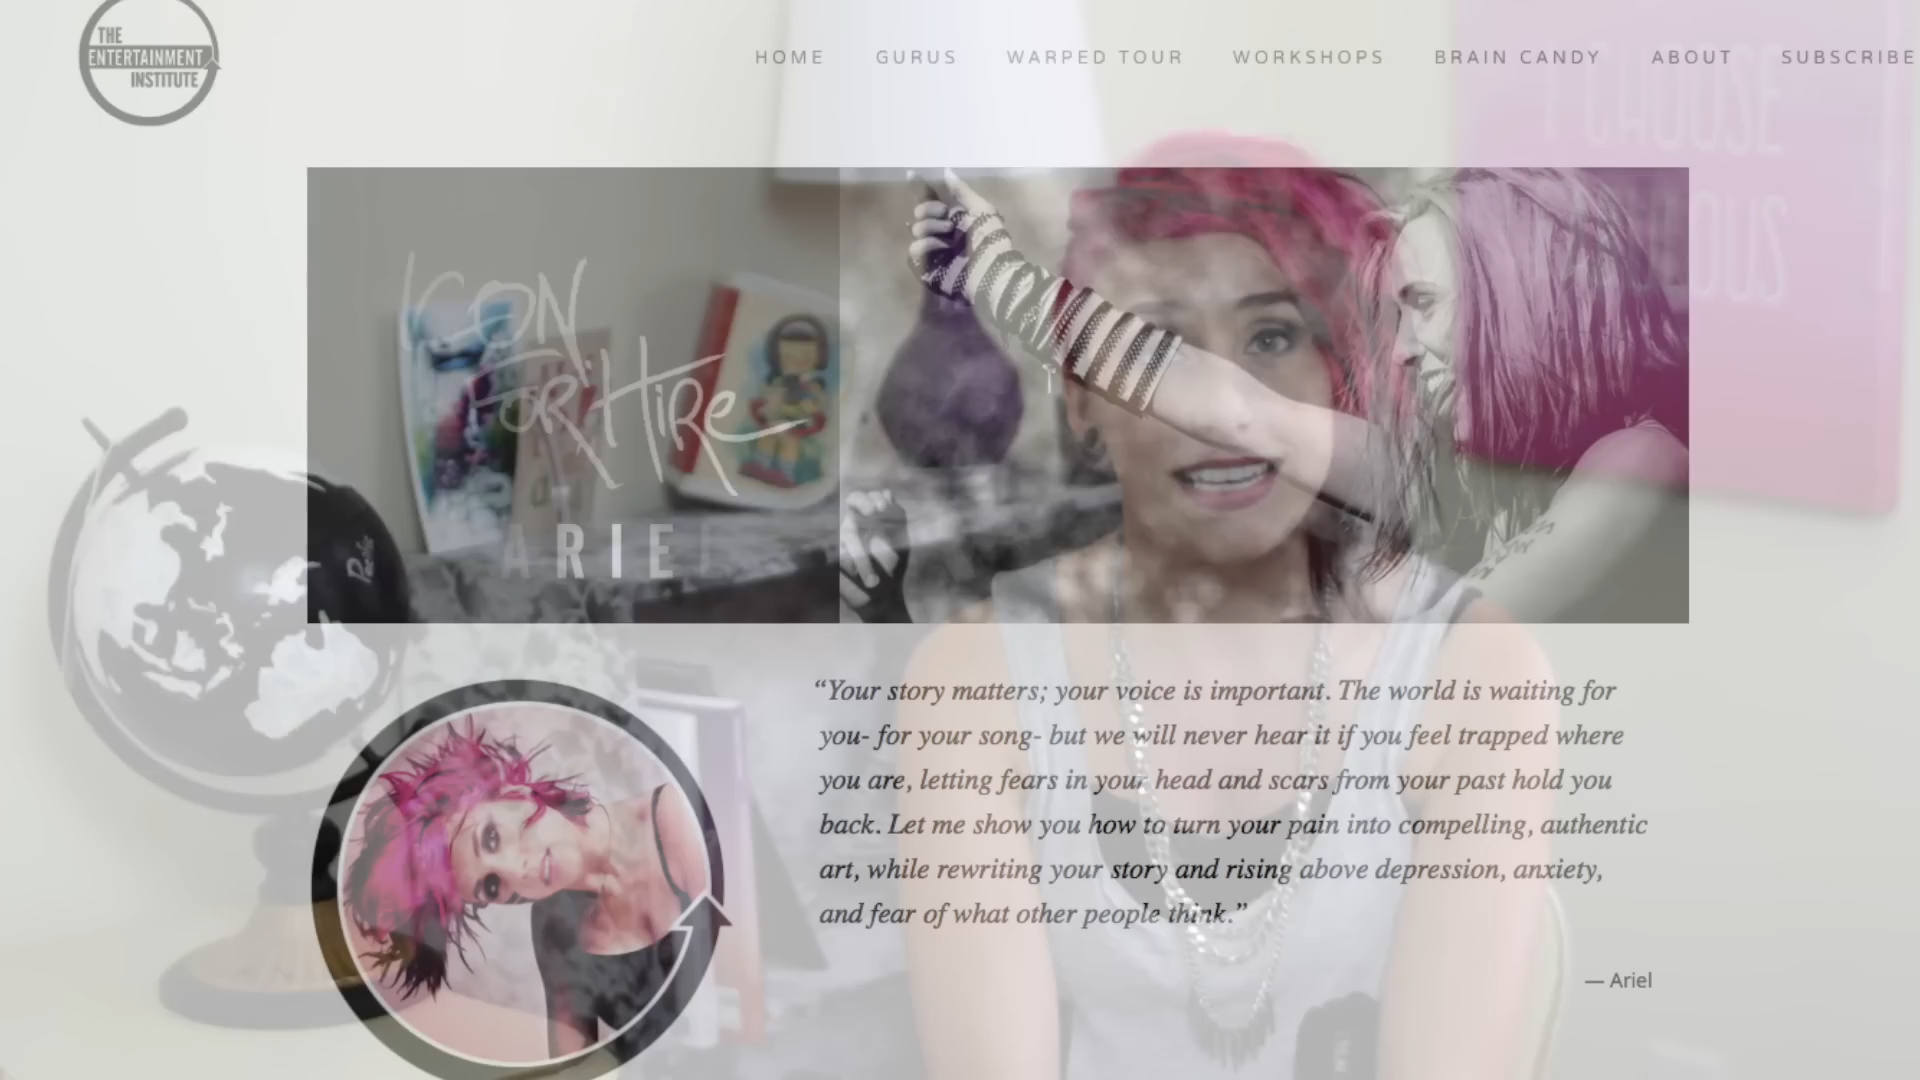 THE
ENTERTAINMENT
INSTITUTE
HOME GURUS WARPED TOUR WORKSHOPS BRAIN CANDY ABOUT SUBSCRIBE
I CHOOSE
ICON
FOR HIRE
ARIEL
Pacific
“Your story matters; your voice is important. The world is waiting for
you- for your song- but we will never hear it if you feel trapped where
you are, letting fears in your head and scars from your past hold you
back. Let me show you how to turn your pain into compelling, authentic
art, while rewriting your story and rising above depression, anxiety,
and fear of what other people think.”
— Ariel